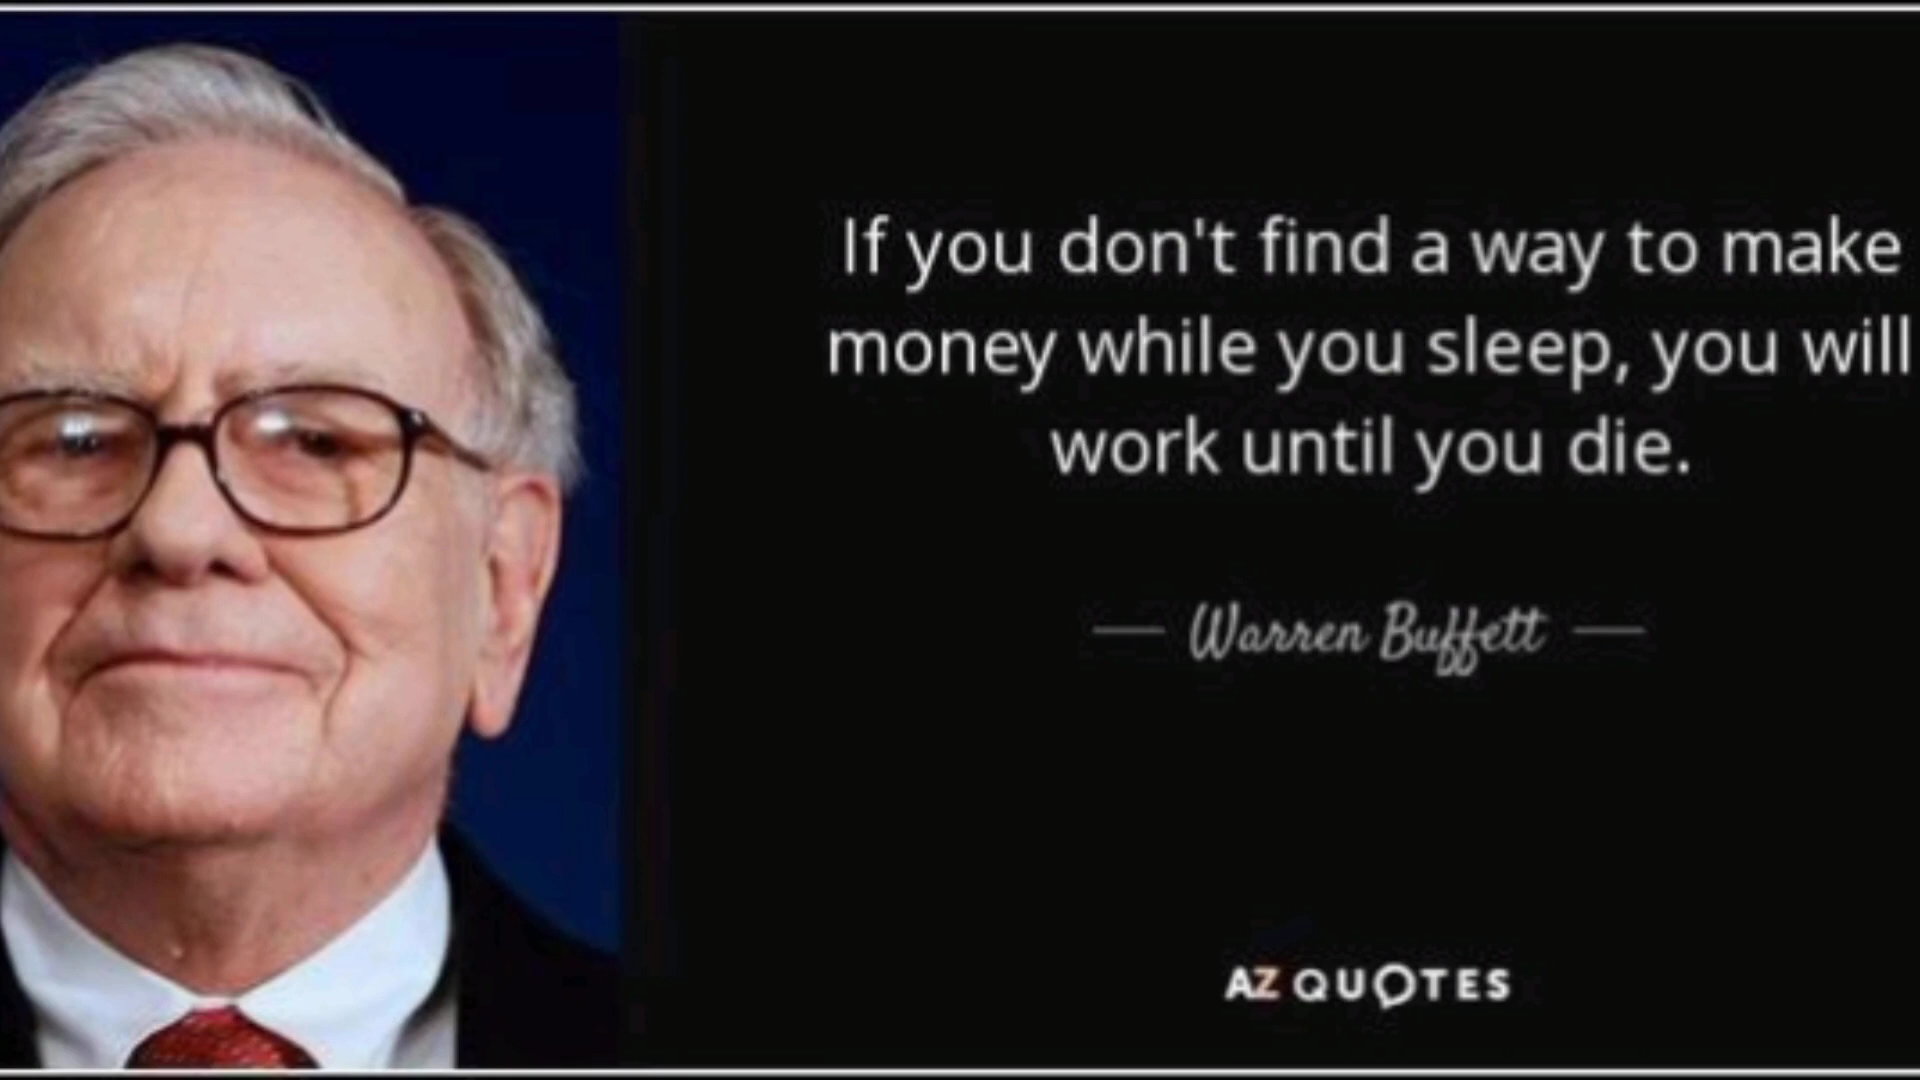 If you don't find a way to make
money while you sleep, you will
work until you die.
— Warren Buffett —
AZ QUOTES